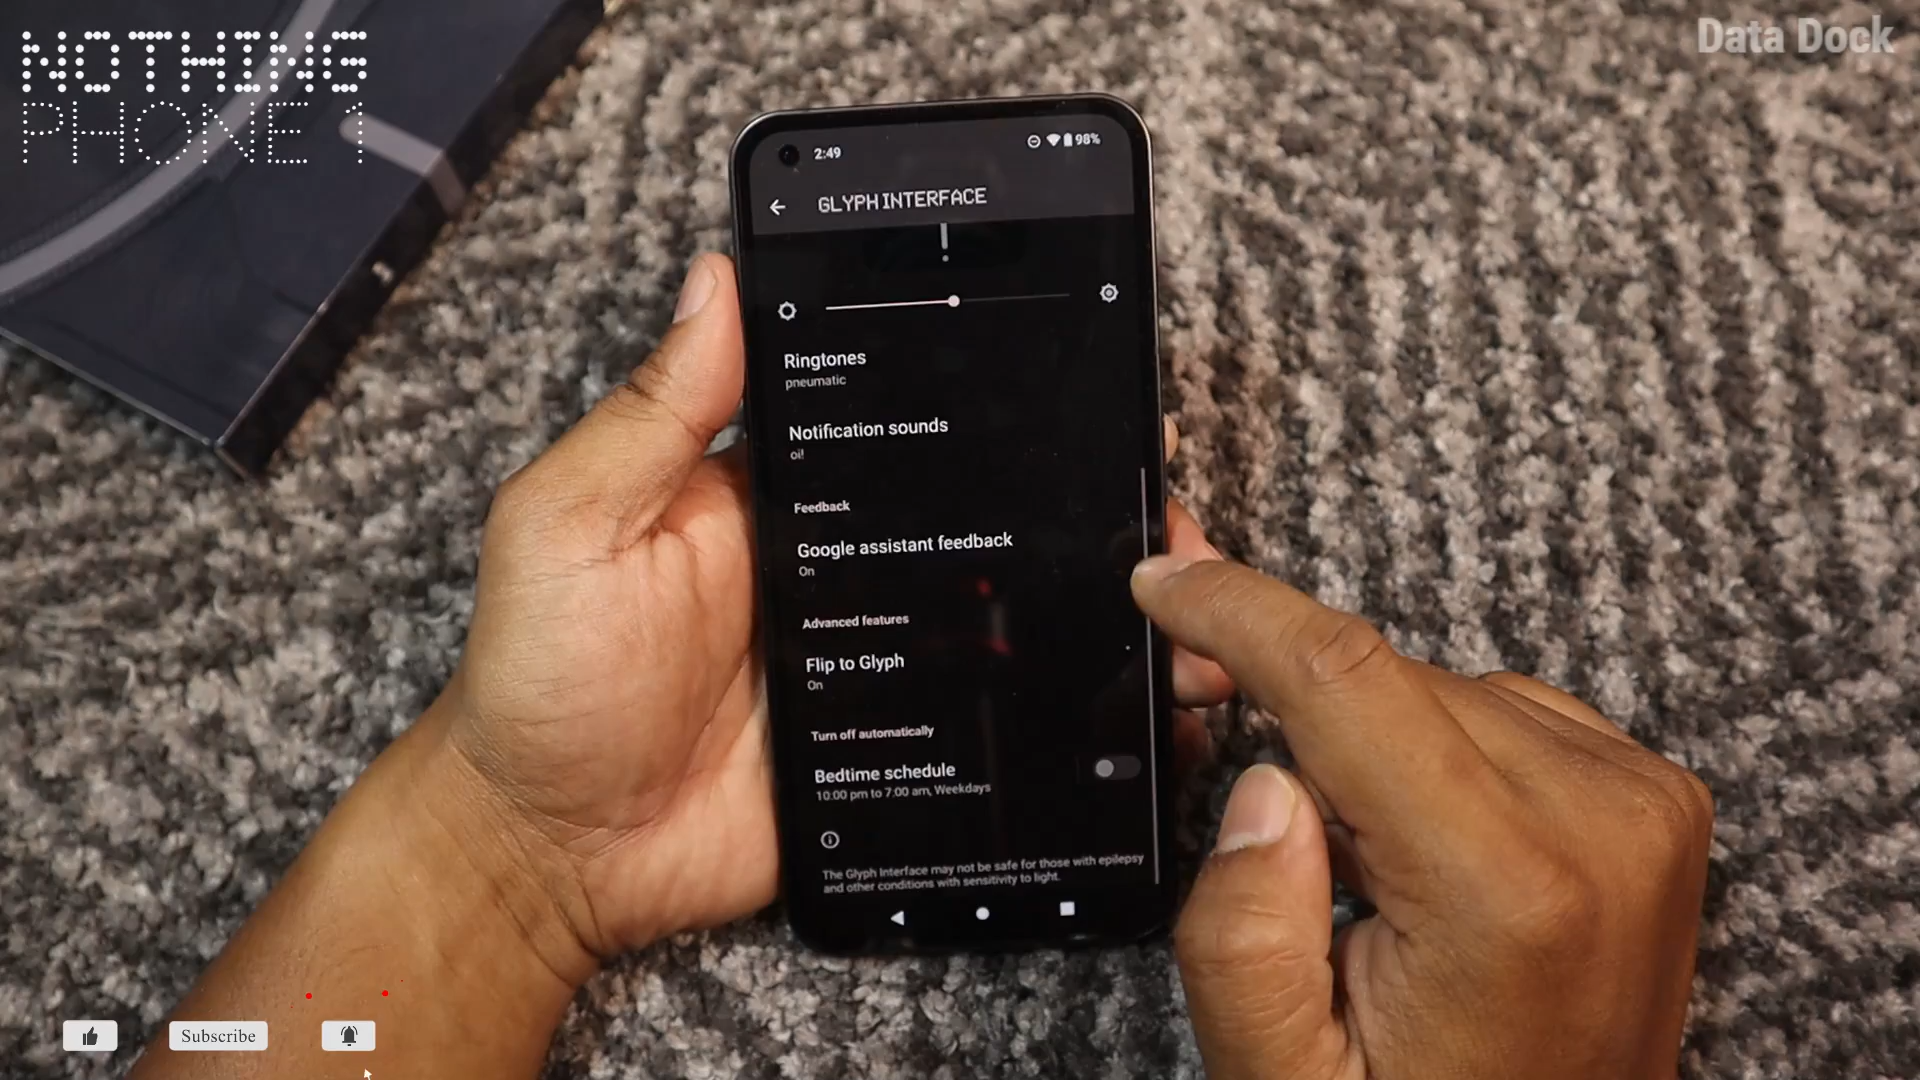 NOTHING
PHONE 1
Data Dock
2:49
98%
GLYPH INTERFACE
Ringtones
pneumatic
Notification sounds
oi!
Feedback
Google assistant feedback
On
Advanced features
Flip to Glyph
On
Turn off automatically
Bedtime schedule
10:00 pm to 7:00 am, Weekdays
The Glyph Interface may not be safe for those with epilepsy
and other conditions with sensitivity to light.
Subscribe